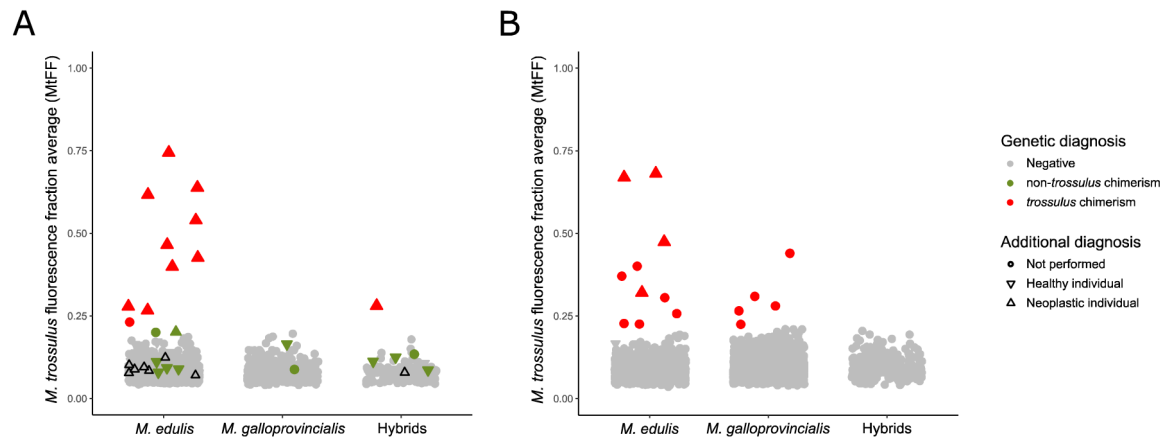 A
M. trossulus fluorescence fraction average (MtFF)
1.00
0.75
0.50
0.25
0.00
M. edulis M. galloprovincialis Hybrids
B
M. trossulus fluorescence fraction average (MtFF)
1.00
0.75
0.50
0.25
0.00
M. edulis M. galloprovincialis Hybrids
Genetic diagnosis
Negative
non-trossulus chimerism
trossulus chimerism
Additional diagnosis
Not performed
Healthy individual
Neoplastic individual